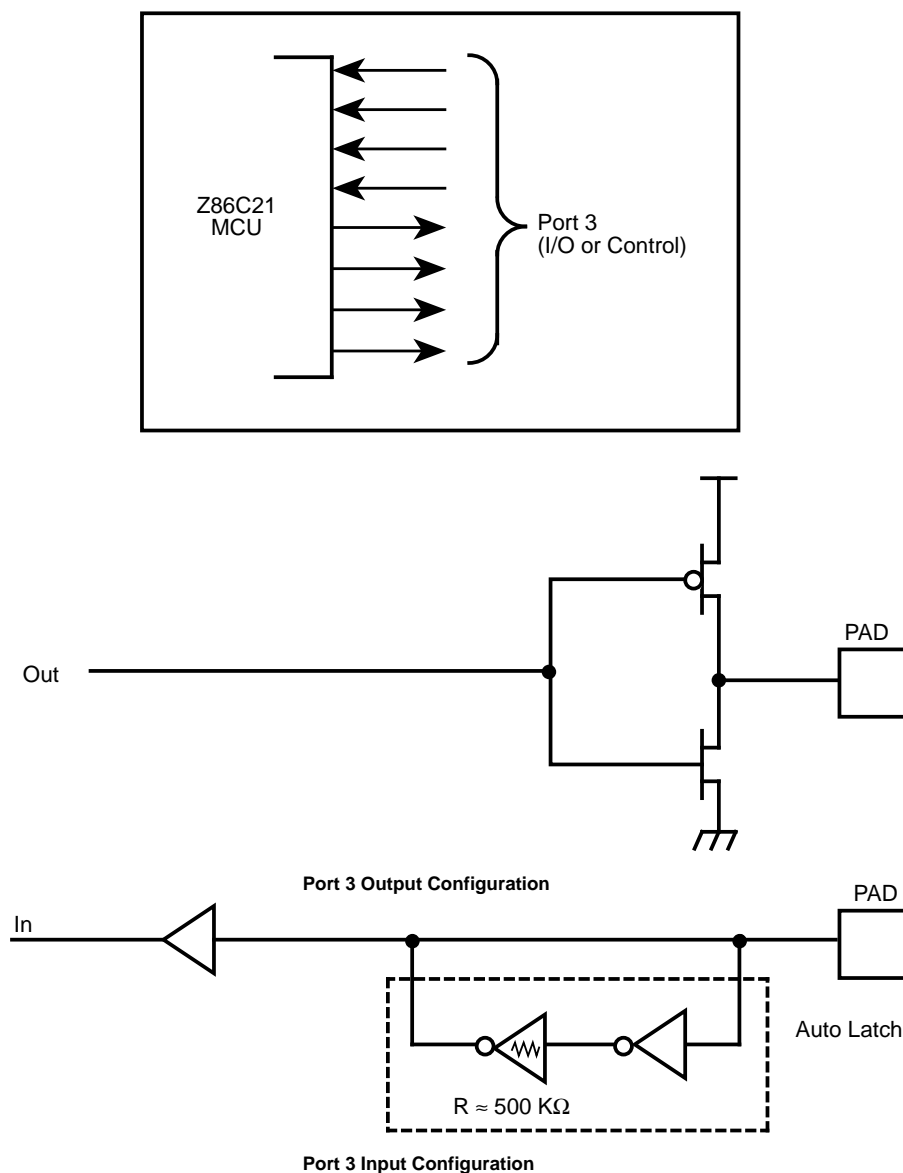 Z86C21
MCU
Port 3
(I/O or Control)
PAD
Out
Port 3 Output Configuration
PAD
In
Auto Latch
R ≈ 500 KΩ
Port 3 Input Configuration